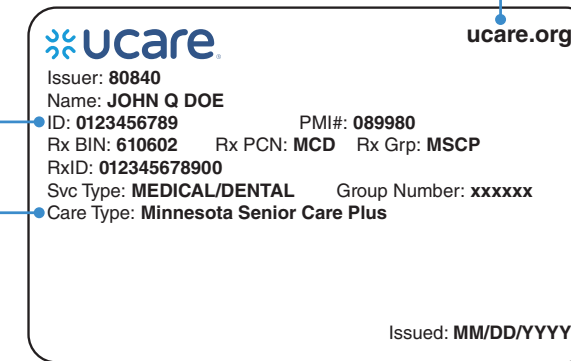 ucare.
ucare.org
Issuer: 80840
Name: JOHN Q DOE
ID: 0123456789 PMI#: 089980
Rx BIN: 610602 Rx PCN: MCD Rx Grp: MSCP
RxID: 012345678900
Svc Type: MEDICAL/DENTAL Group Number: xxxxxx
Care Type: Minnesota Senior Care Plus
Issued: MM/DD/YYYY